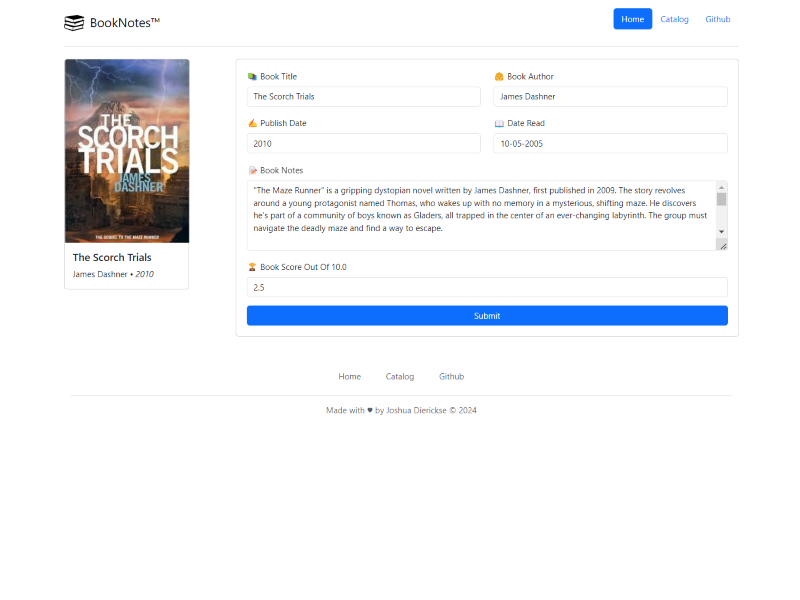 BookNotes™
Home
Catalog
Github
THE
SCORCH
TRIALS
JAMES
DASHNER
THE SEQUEL TO THE MAZE RUNNER
The Scorch Trials
James Dashner • 2010
Book Title
Book Author
The Scorch Trials
James Dashner
Publish Date
Date Read
2010
10-05-2005
Book Notes
"The Maze Runner" is a gripping dystopian novel written by James Dashner, first published in 2009. The story revolves
around a young protagonist named Thomas, who wakes up with no memory in a mysterious, shifting maze. He discovers
he's part of a community of boys known as Gladers, all trapped in the center of an ever-changing labyrinth. The group must
navigate the deadly maze and find a way to escape.
Book Score Out Of 10.0
2.5
Submit
Home
Catalog
Github
Made with ♥ by Joshua Dierickse © 2024